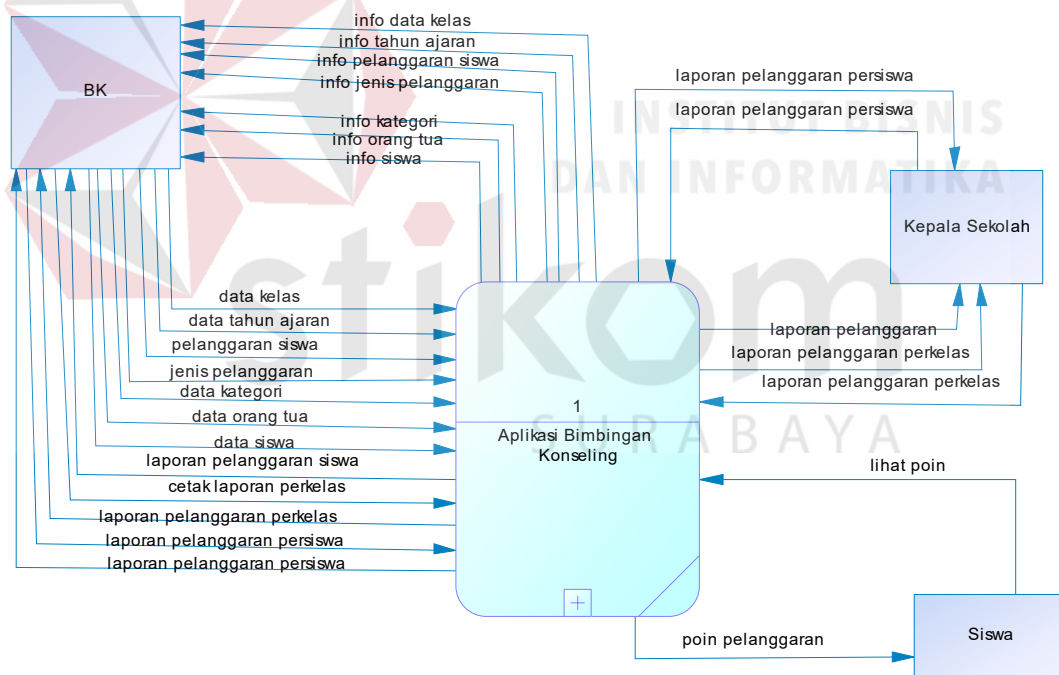 info data kelas
info tahun ajaran
info pelanggaran siswa
info jenis pelanggaran
info kategori
info orang tua
info siswa
BK
laporan pelanggaran persiswa
laporan pelanggaran persiswa
INSTITUT BISNIS
DAN INFORMATIKA
Kepala Sekolah
stikom
SURABAYA
data kelas
data tahun ajaran
pelanggaran siswa
jenis pelanggaran
data kategori
data orang tua
data siswa
laporan pelanggaran siswa
cetak laporan perkelas
laporan pelanggaran perkelas
laporan pelanggaran persiswa
laporan pelanggaran persiswa
1
Aplikasi Bimbingan
Konseling
laporan pelanggaran
laporan pelanggaran perkelas
laporan pelanggaran perkelas
lihat poin
poin pelanggaran
Siswa